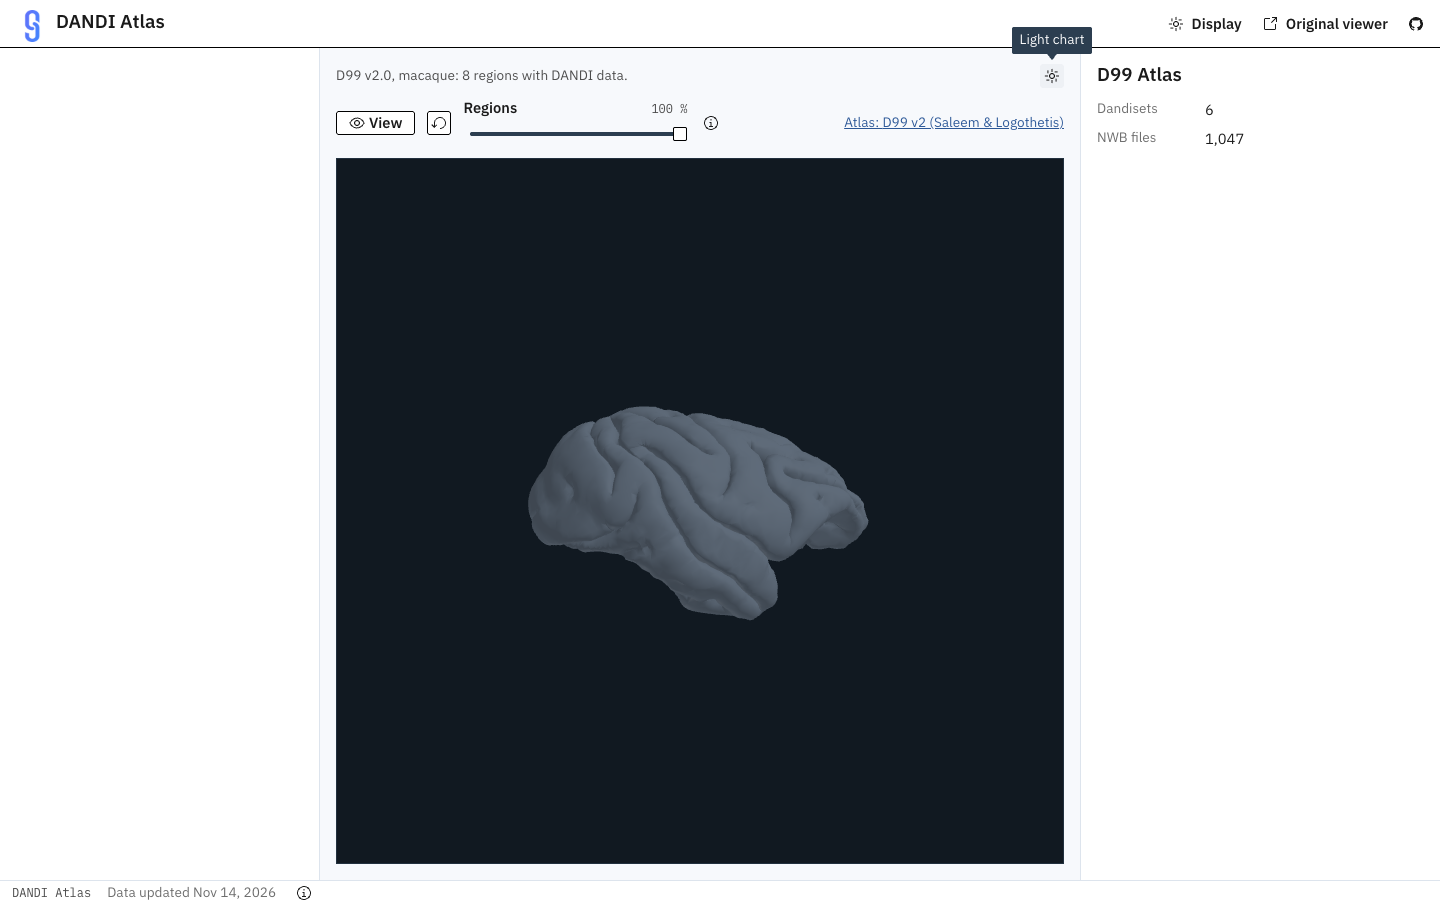 DANDI Atlas
Display
Original viewer
Light chart
D99 v2.0, macaque: 8 regions with DANDI data.
View
Regions
100 %
Atlas: D99 v2 (Saleem & Logothetis)
D99 Atlas
Dandisets 6
NWB files 1,047
DANDI Atlas
Data updated Nov 14, 2026